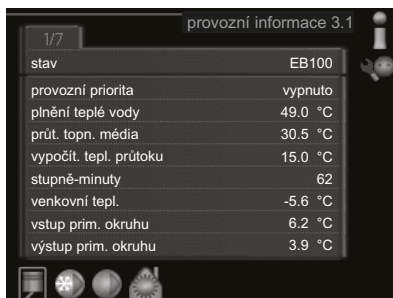 provozní informace 3.1
1/7
stav EB100
provozní priorita vypnuto
plnění teplé vody 49.0 °C
průt. topn. média 30.5 °C
vypočít. tepl. průtoku 15.0 °C
stupně-minuty 62
venkovní tepl. -5.6 °C
vstup prim. okruhu 6.2 °C
výstup prim. okruhu 3.9 °C